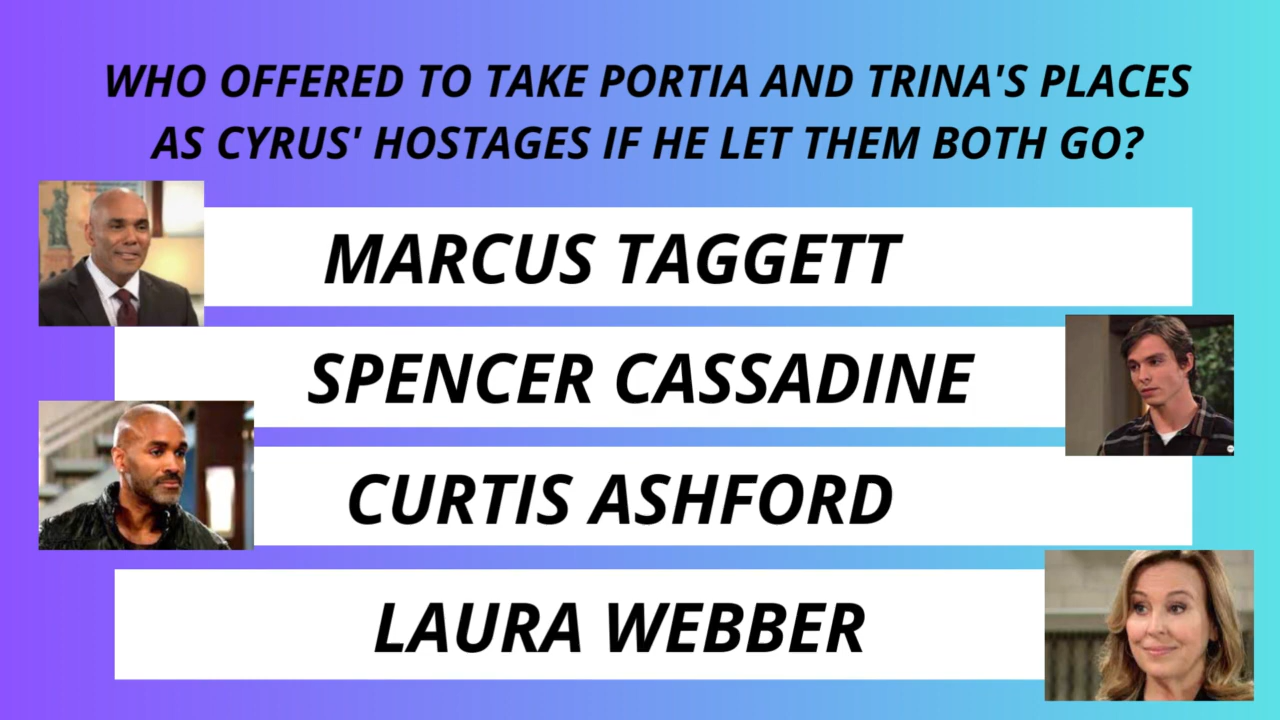 WHO OFFERED TO TAKE PORTIA AND TRINA'S PLACES
AS CYRUS' HOSTAGES IF HE LET THEM BOTH GO?
MARCUS TAGGETT
SPENCER CASSADINE
CURTIS ASHFORD
LAURA WEBBER